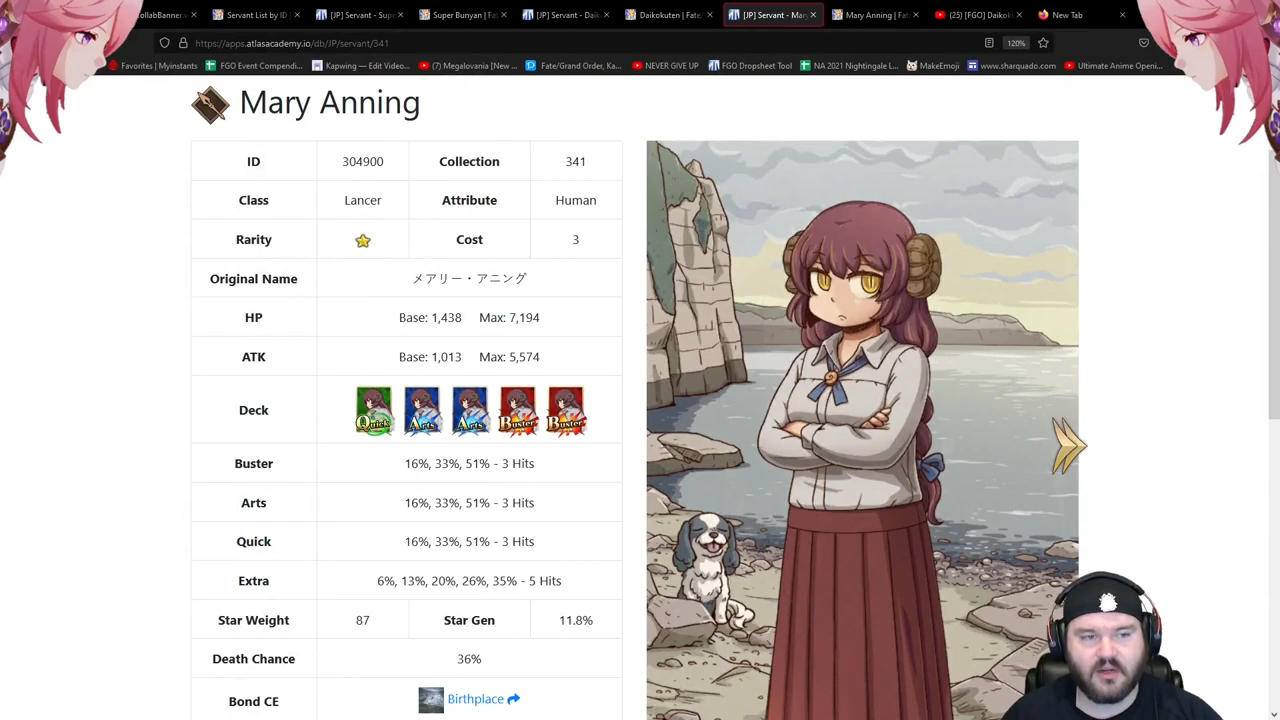 collabBanner.w
Servant List by ID |
[JP] Servant - Supe
Super Bunyan | Fat
[JP] Servant - Daik
Daikokuten | Fate/
[JP] Servant - Mary
Mary Anning | Fat
(25) [FGO] Daikok
New Tab
https://apps.atlasacademy.io/db/JP/servant/341
120%
Favorites | Myinstants
FGO Event Compendi...
Kapwing — Edit Video...
(7) Megalovania [New ...
Fate/Grand Order, Ka...
NEVER GIVE UP
FGO Dropsheet Tool
NA 2021 Nightingale L...
MakeEmoji
www.sharquado.com
Ultimate Anime Openi...
Mary Anning
ID 304900 Collection 341
Class Lancer Attribute Human
Rarity Cost 3
Original Name メアリー・アニング
HP Base: 1,438 Max: 7,194
ATK Base: 1,013 Max: 5,574
Deck Quick Arts Arts Buster Buster
Buster 16%, 33%, 51% - 3 Hits
Arts 16%, 33%, 51% - 3 Hits
Quick 16%, 33%, 51% - 3 Hits
Extra 6%, 13%, 20%, 26%, 35% - 5 Hits
Star Weight 87 Star Gen 11.8%
Death Chance 36%
Bond CE Birthplace